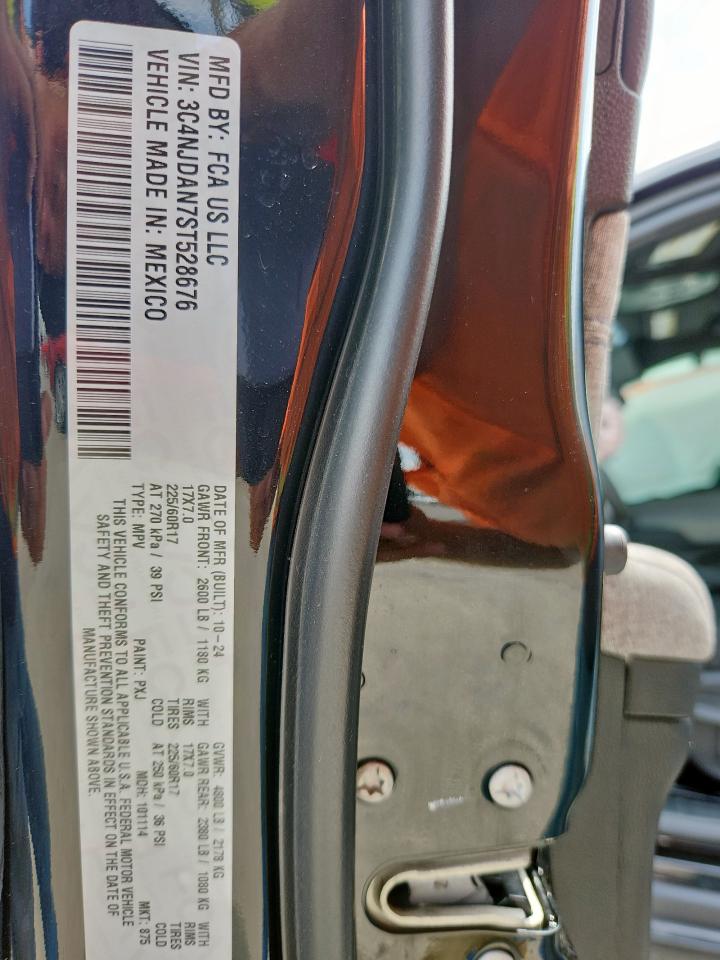 MFD BY: FCA US LLC
VIN: 3C4NJDAN7ST528676
VEHICLE MADE IN: MEXICO
DATE OF MFR (BUILT): 10-24 GVWR: 4800 LB / 2178 KG
GAWR FRONT: 2600 LB / 1180 KG WITH GAWR REAR: 2380 LB / 1080 KG WITH
17X7.0 RIMS 17X7.0 RIMS
225/60R17 TIRES 225/60R17 TIRES
AT 270 kPa / 39 PSI COLD AT 250 kPa / 36 PSI COLD
TYPE: MPV PAINT: PXJ MDH: 101114 MKT: 875
THIS VEHICLE CONFORMS TO ALL APPLICABLE U.S.A. FEDERAL MOTOR VEHICLE
SAFETY AND THEFT PREVENTION STANDARDS IN EFFECT ON THE DATE OF
MANUFACTURE SHOWN ABOVE.